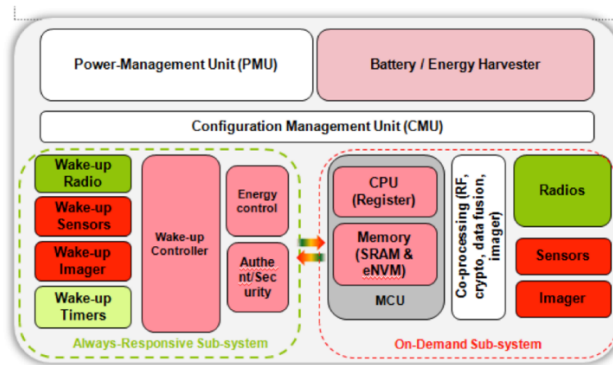 Power-Management Unit (PMU)
Battery / Energy Harvester
Configuration Management Unit (CMU)
Wake-up
Radio
Wake-up
Sensors
Wake-up
Imager
Wake-up
Timers
Wake-up
Controller
Energy
control
Authe
nt/Sec
urity
Always-Responsive Sub-system
CPU
(Register)
Memory
(SRAM &
eNVM)
MCU
Co-processing (RF,
crypto, data fusion,
imager)
Radios
Sensors
Imager
On-Demand Sub-system